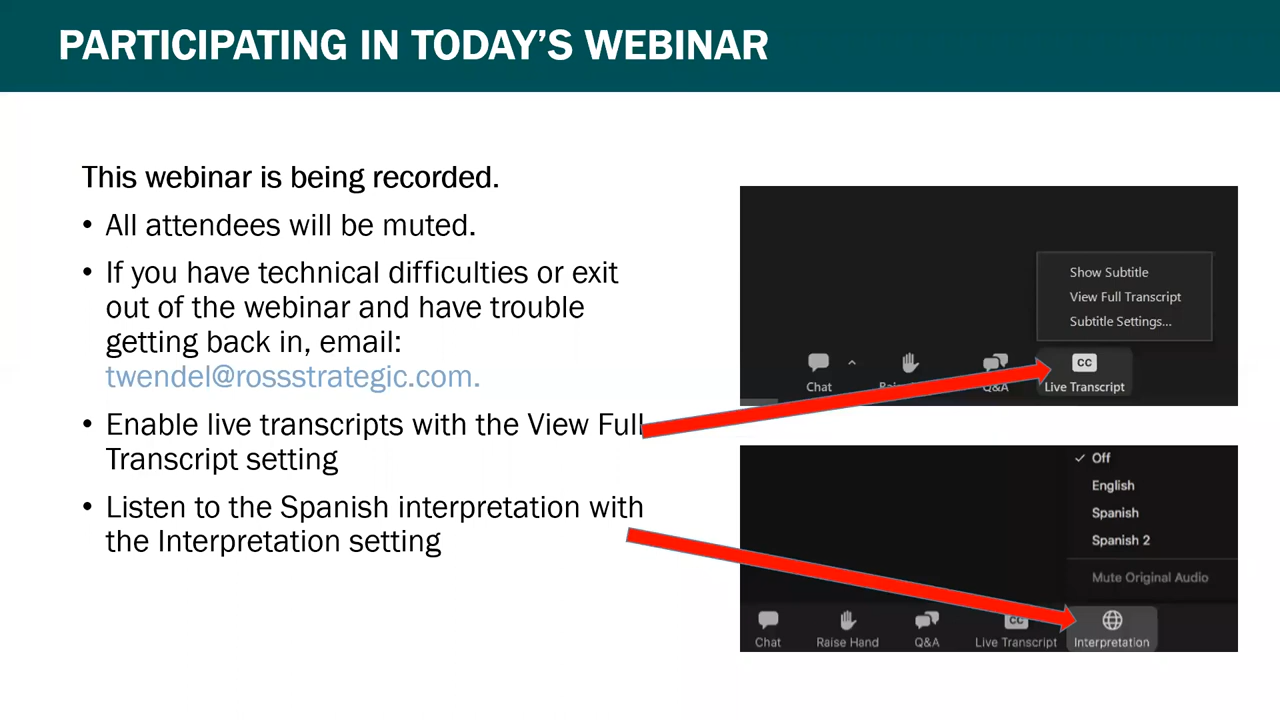 PARTICIPATING IN TODAY'S WEBINAR
This webinar is being recorded.
• All attendees will be muted.
• If you have technical difficulties or exit
out of the webinar and have trouble
getting back in, email:
twendel@rossstrategic.com.
• Enable live transcripts with the View Full
Transcript setting
• Listen to the Spanish interpretation with
the Interpretation setting
Show Subtitle
View Full Transcript
Subtitle Settings...
Chat
Q&A
Live Transcript
Off
English
Spanish
Spanish 2
Mute Original Audio
Chat
Raise Hand
Q&A
CC Live Transcript
Interpretation